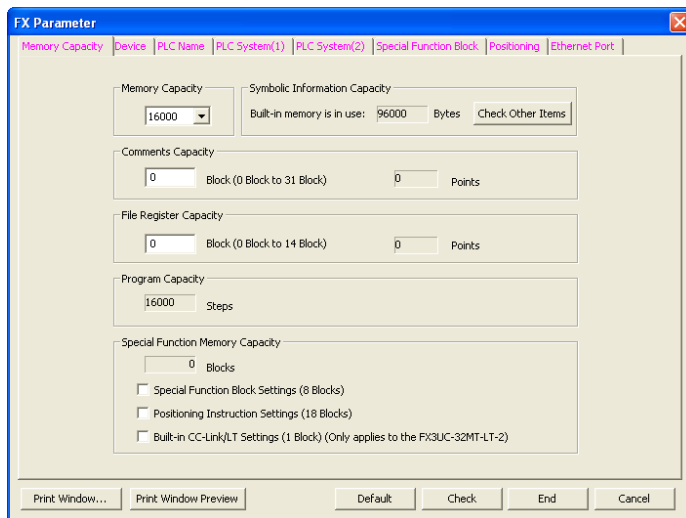 FX Parameter
Memory Capacity Device PLC Name PLC System(1) PLC System(2) Special Function Block Positioning Ethernet Port
Memory Capacity
16000
Symbolic Information Capacity
Built-in memory is in use: 96000 Bytes Check Other Items
Comments Capacity
0 Block (0 Block to 31 Block) 0 Points
File Register Capacity
0 Block (0 Block to 14 Block) 0 Points
Program Capacity
16000 Steps
Special Function Memory Capacity
0 Blocks
Special Function Block Settings (8 Blocks)
Positioning Instruction Settings (18 Blocks)
Built-in CC-Link/LT Settings (1 Block) (Only applies to the FX3UC-32MT-LT-2)
Print Window... Print Window Preview Default Check End Cancel